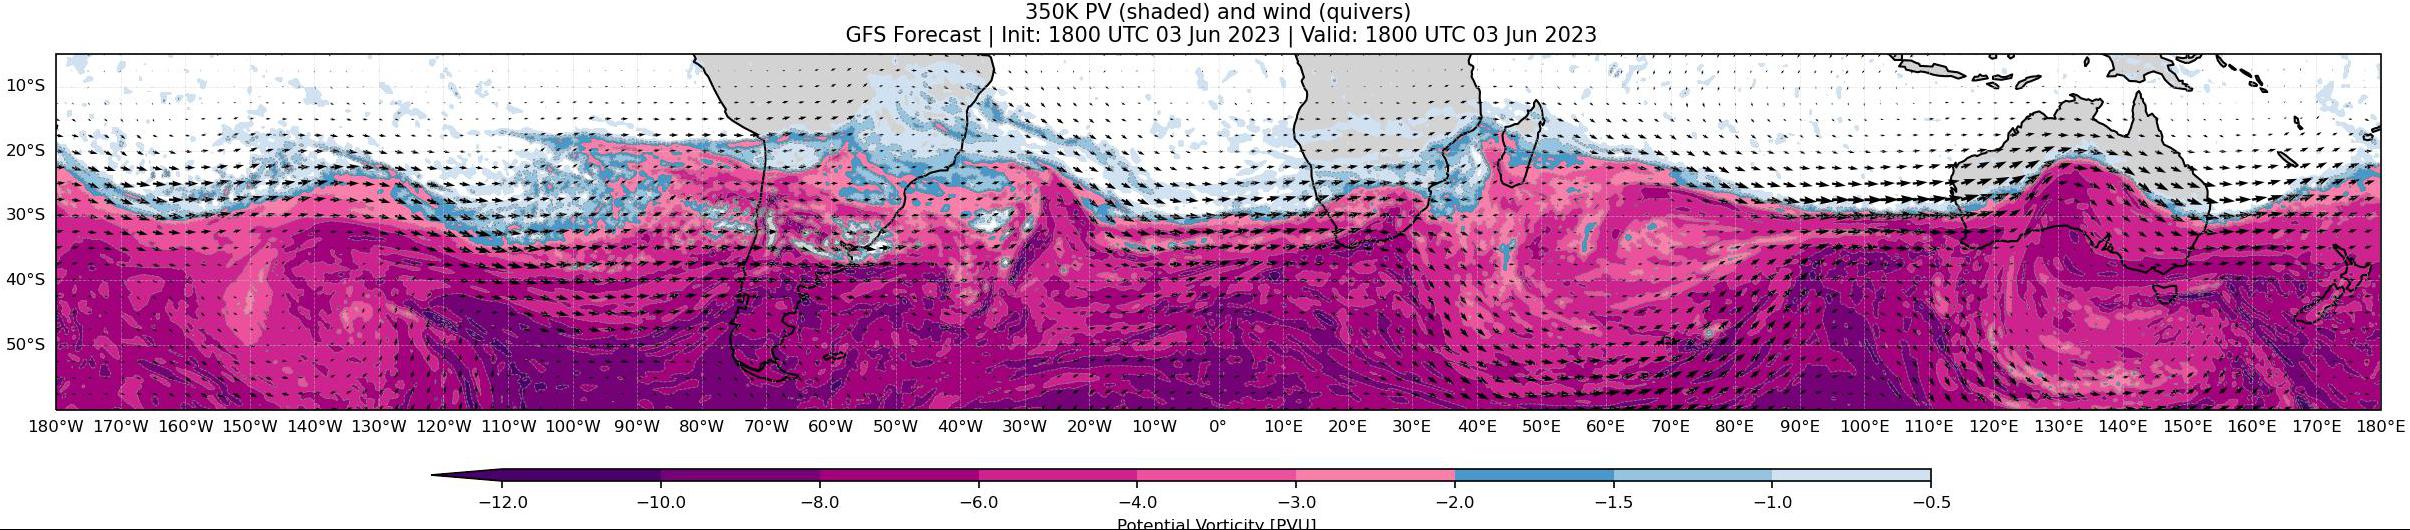 350K PV (shaded) and wind (quivers)
GFS Forecast | Init: 1800 UTC 03 Jun 2023 | Valid: 1800 UTC 03 Jun 2023
10°S
20°S
30°S
40°S
50°S
180°W 170°W 160°W 150°W 140°W 130°W 120°W 110°W 100°W 90°W 80°W 70°W 60°W 50°W 40°W 30°W 20°W 10°W 0° 10°E 20°E 30°E 40°E 50°E 60°E 70°E 80°E 90°E 100°E 110°E 120°E 130°E 140°E 150°E 160°E 170°E 180°E
−12.0 −10.0 −8.0 −6.0 −4.0 −3.0 −2.0 −1.5 −1.0 −0.5
Potential Vorticity [PVU]